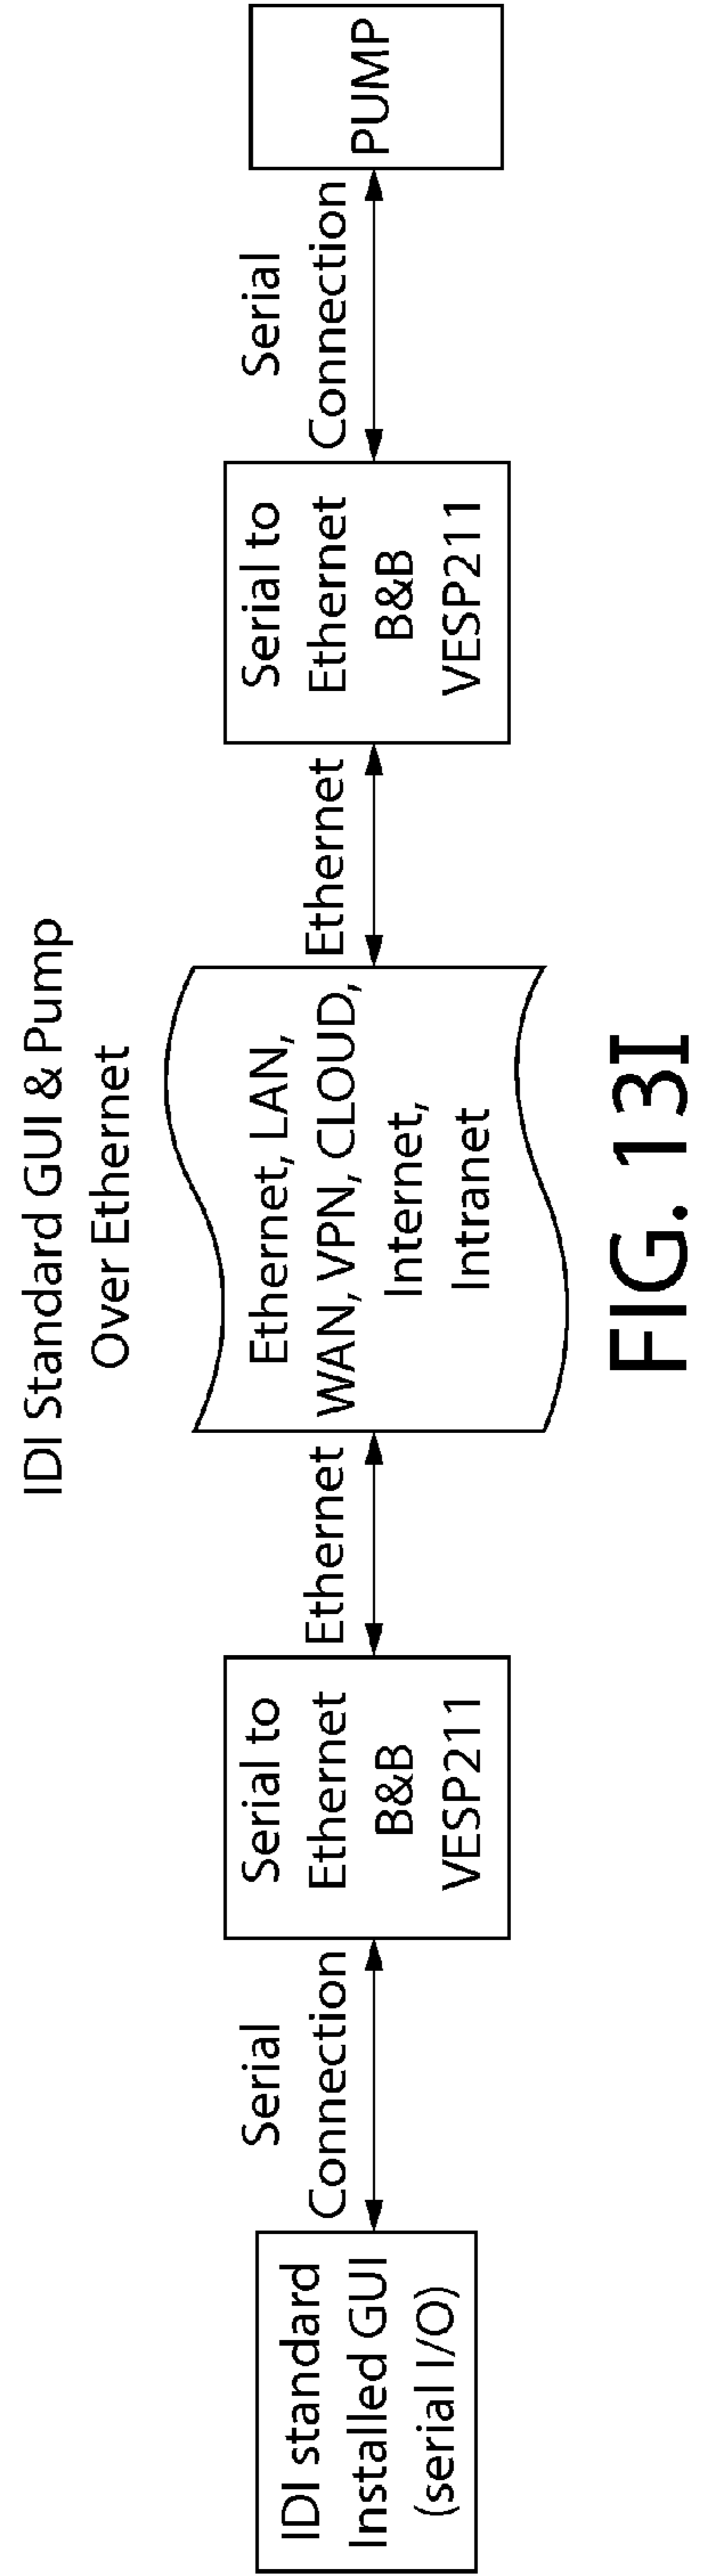 IDI Standard GUI & Pump
Over Ethernet
IDI standard
Installed GUI
(serial I/O)
Serial
Connection
Serial to
Ethernet
B&B
VESP211
Ethernet
Ethernet, LAN,
WAN, VPN, CLOUD,
Internet,
Intranet
Ethernet
Serial to
Ethernet
B&B
VESP211
Serial
Connection
PUMP
FIG. 13I